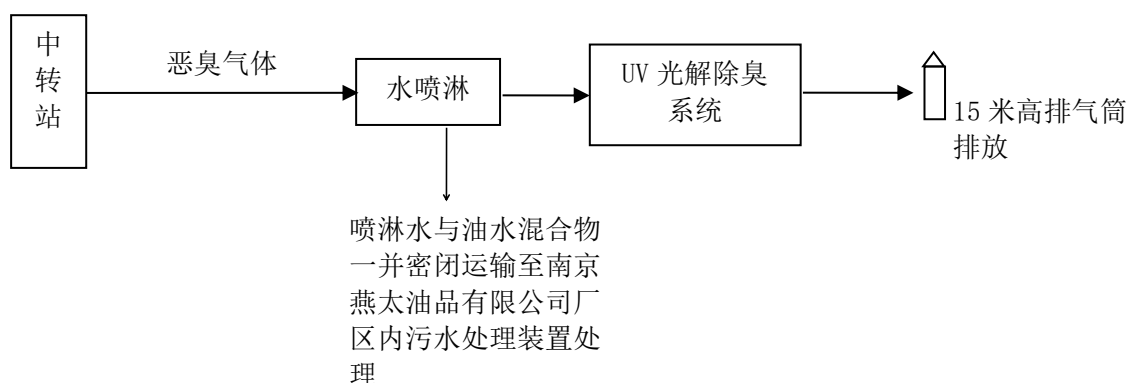 中
转
站
恶臭气体
水喷淋
UV 光解除臭
系统
15 米高排气筒
排放
喷淋水与油水混合物
一并密闭运输至南京
燕太油品有限公司厂
区内污水处理装置处
理